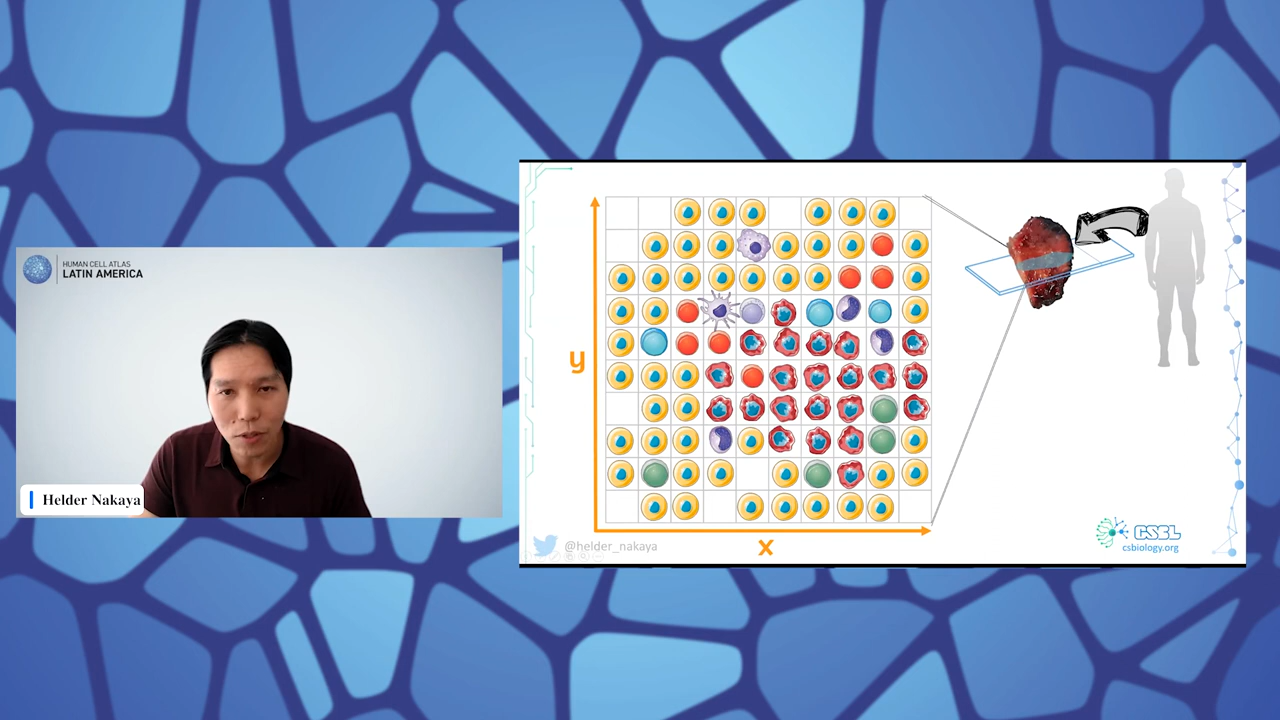 HUMAN CELL ATLAS
LATIN AMERICA
Helder Nakaya
y
x
@helder_nakaya
CSBL
csbiology.org